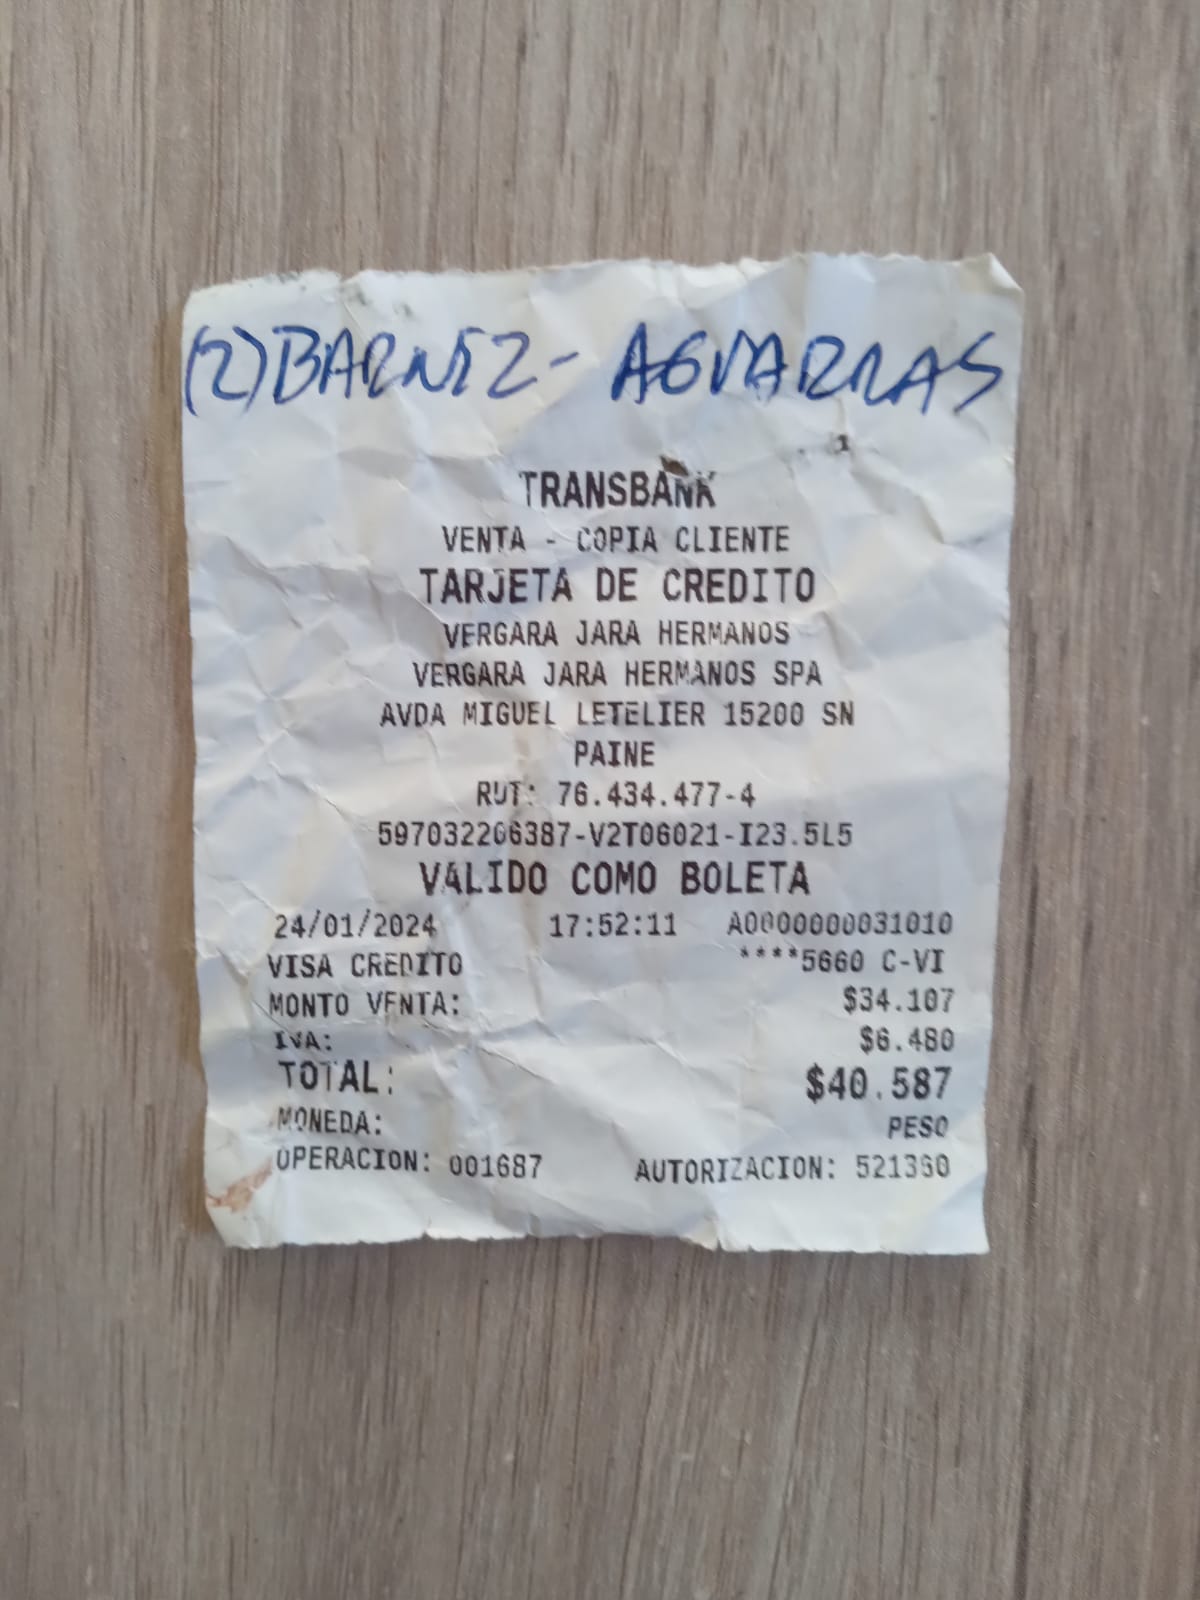 (2) BARNIZ - AGUARRAS
TRANSBANK
VENTA - COPIA CLIENTE
TARJETA DE CREDITO
VERGARA JARA HERMANOS
VERGARA JARA HERMANOS SPA
AVDA MIGUEL LETELIER 15200 SN
PAINE
RUT: 76.434.477-4
597032206387-V2T06021-I23.5L5
VALIDO COMO BOLETA
24/01/2024 17:52:11 A0000000031010
VISA CREDITO ****5660 C-VI
MONTO VENTA: $34.107
IVA: $6.480
TOTAL: $40.587
MONEDA: PESO
OPERACION: 001687 AUTORIZACION: 521360